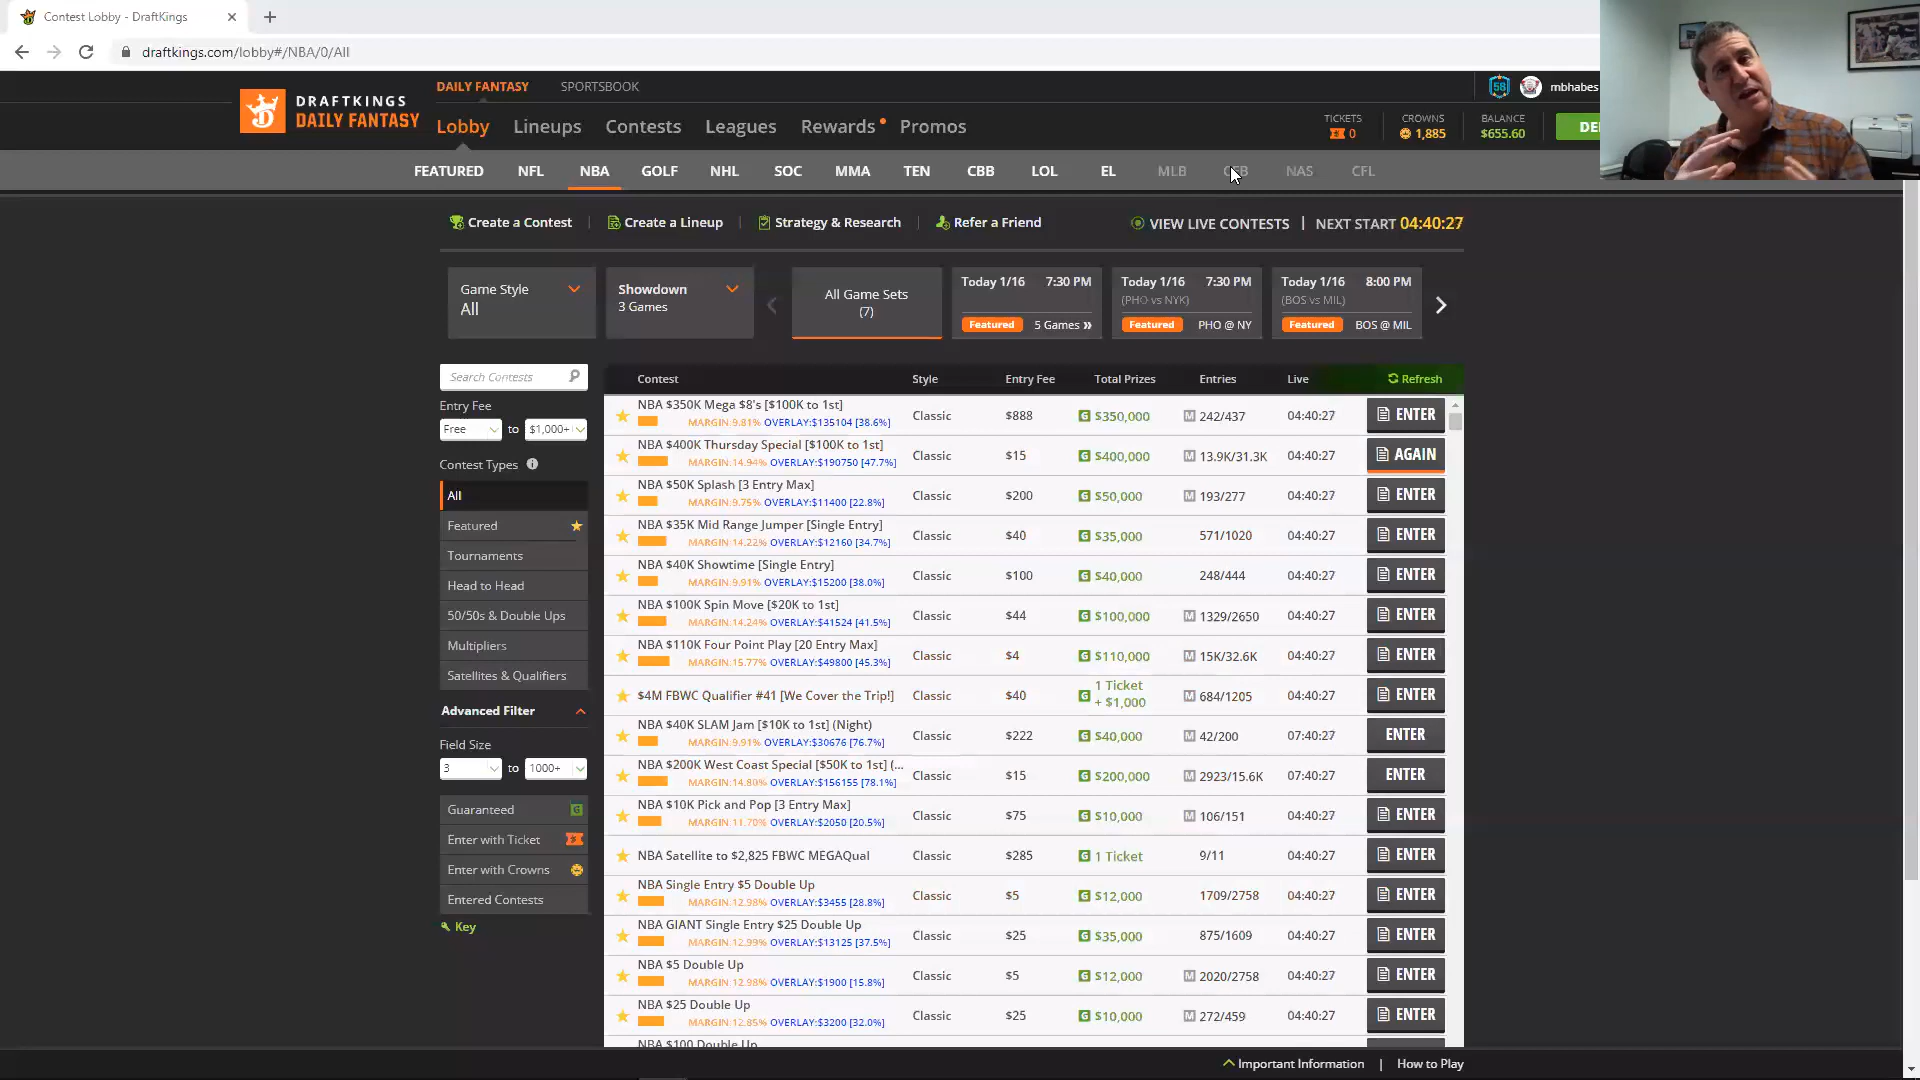 Contest Lobby - DraftKings
draftkings.com/lobby#/NBA/0/All
DAILY FANTASY SPORTSBOOK
58 mbhabes
DRAFTKINGS
DAILY FANTASY
Lobby Lineups Contests Leagues Rewards Promos
TICKETS CROWNS BALANCE
0 1,885 $655.60
FEATURED NFL NBA GOLF NHL SOC MMA TEN CBB LOL EL MLB NAS CFL
Create a Contest | Create a Lineup | Strategy & Research | Refer a Friend VIEW LIVE CONTESTS | NEXT START 04:40:27
Game Style
All
Showdown
3 Games
All Game Sets
(7)
Today 1/16 7:30 PM
Featured 5 Games »
Today 1/16 7:30 PM
(PHO vs NYK)
Featured PHO @ NY
Today 1/16 8:00 PM
(BOS vs MIL)
Featured BOS @ MIL
Search Contests
Entry Fee
Free to $1,000+
Contest Types
All
Featured
Tournaments
Head to Head
50/50s & Double Ups
Multipliers
Satellites & Qualifiers
Advanced Filter
Field Size
3 to 1000+
Guaranteed G
Enter with Ticket
Enter with Crowns
Entered Contests
Key
Contest Style Entry Fee Total Prizes Entries Live Refresh
NBA $350K Mega $8's [$100K to 1st]
MARGIN:9.81% OVERLAY:$135104 [38.6%]
Classic $888 G $350,000 M 242/437 04:40:27 ENTER
NBA $400K Thursday Special [$100K to 1st]
MARGIN:14.94% OVERLAY:$190750 [47.7%]
Classic $15 G $400,000 M 13.9K/31.3K 04:40:27 AGAIN
NBA $50K Splash [3 Entry Max]
MARGIN:9.75% OVERLAY:$11400 [22.8%]
Classic $200 G $50,000 M 193/277 04:40:27 ENTER
NBA $35K Mid Range Jumper [Single Entry]
MARGIN:14.22% OVERLAY:$12160 [34.7%]
Classic $40 G $35,000 571/1020 04:40:27 ENTER
NBA $40K Showtime [Single Entry]
MARGIN:9.91% OVERLAY:$15200 [38.0%]
Classic $100 G $40,000 248/444 04:40:27 ENTER
NBA $100K Spin Move [$20K to 1st]
MARGIN:14.24% OVERLAY:$41524 [41.5%]
Classic $44 G $100,000 M 1329/2650 04:40:27 ENTER
NBA $110K Four Point Play [20 Entry Max]
MARGIN:15.77% OVERLAY:$49800 [45.3%]
Classic $4 G $110,000 M 15K/32.6K 04:40:27 ENTER
$4M FBWC Qualifier #41 [We Cover the Trip!] Classic $40 G 1 Ticket + $1,000 M 684/1205 04:40:27 ENTER
NBA $40K SLAM Jam [$10K to 1st] (Night)
MARGIN:9.91% OVERLAY:$30676 [76.7%]
Classic $222 G $40,000 M 42/200 07:40:27 ENTER
NBA $200K West Coast Special [$50K to 1st] (...
MARGIN:14.80% OVERLAY:$156155 [78.1%]
Classic $15 G $200,000 M 2923/15.6K 07:40:27 ENTER
NBA $10K Pick and Pop [3 Entry Max]
MARGIN:11.70% OVERLAY:$2050 [20.5%]
Classic $75 G $10,000 M 106/151 04:40:27 ENTER
NBA Satellite to $2,825 FBWC MEGAQual Classic $285 G 1 Ticket 9/11 04:40:27 ENTER
NBA Single Entry $5 Double Up
MARGIN:12.98% OVERLAY:$3455 [28.8%]
Classic $5 G $12,000 1709/2758 04:40:27 ENTER
NBA GIANT Single Entry $25 Double Up
MARGIN:12.99% OVERLAY:$13125 [37.5%]
Classic $25 G $35,000 875/1609 04:40:27 ENTER
NBA $5 Double Up
MARGIN:12.98% OVERLAY:$1900 [15.8%]
Classic $5 G $12,000 M 2020/2758 04:40:27 ENTER
NBA $25 Double Up
MARGIN:12.85% OVERLAY:$3200 [32.0%]
Classic $25 G $10,000 M 272/459 04:40:27 ENTER
NBA $100 Double Up
Important Information | How to Play